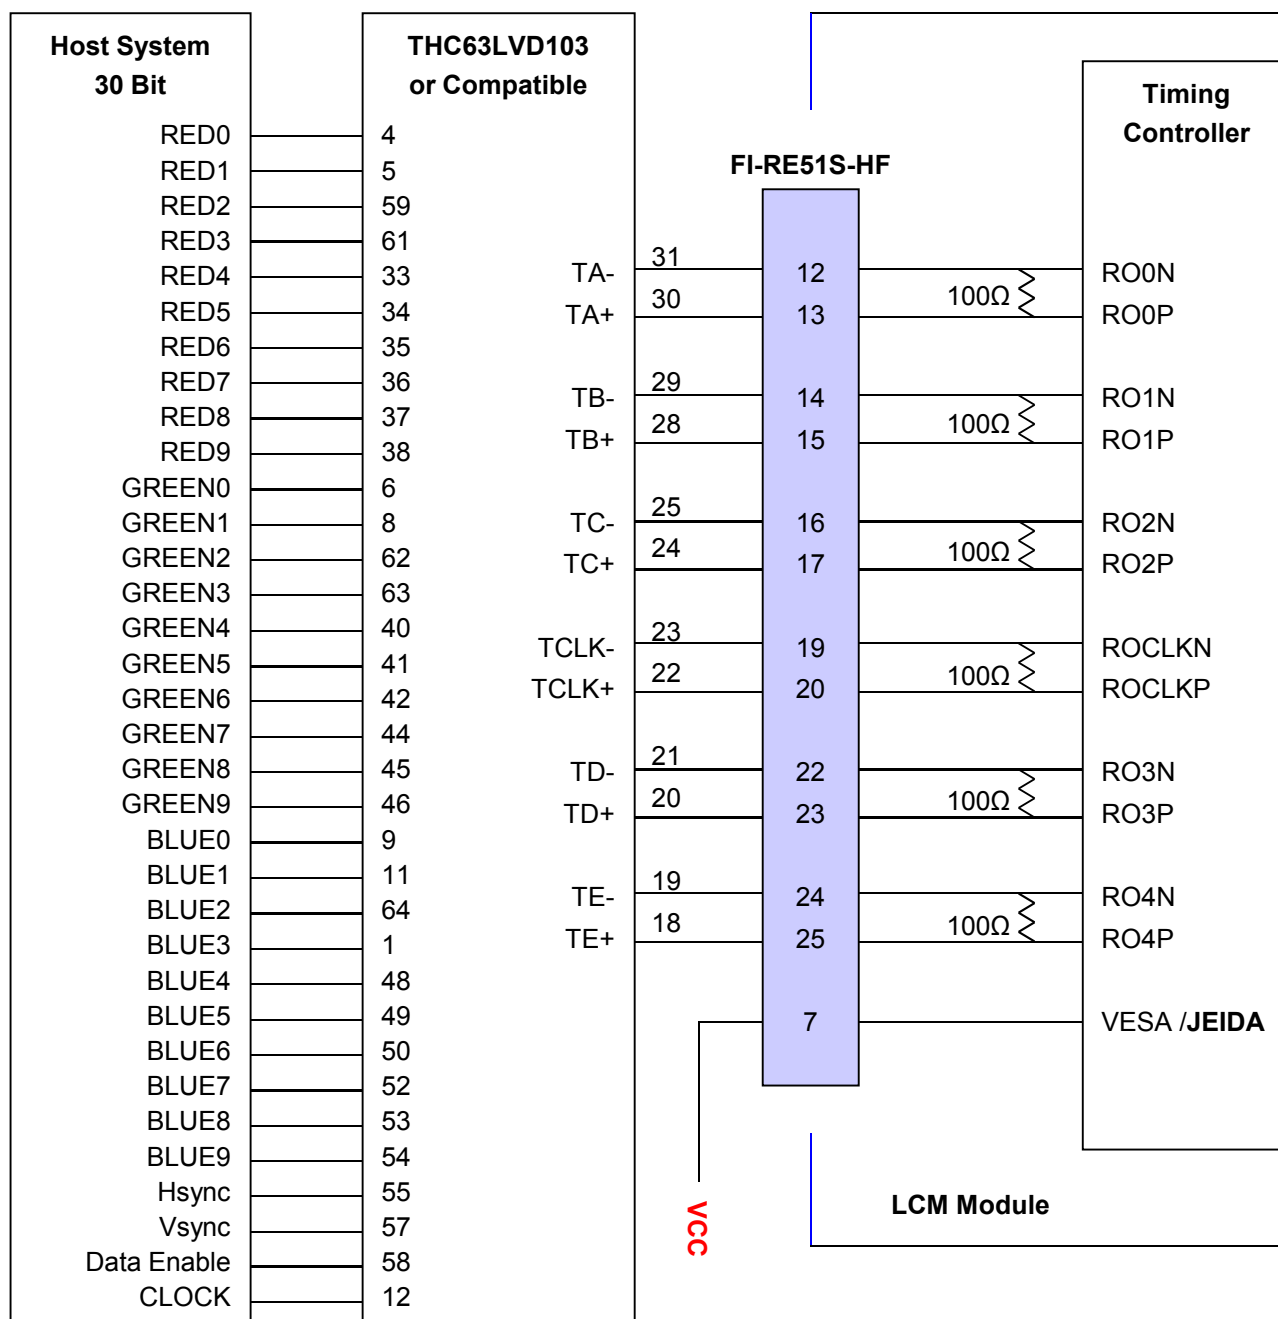 Host System
30 Bit
THC63LVD103
or Compatible
Timing
Controller
FI-RE51S-HF
RED0 4
RED1 5
RED2 59
RED3 61
RED4 33
RED5 34
RED6 35
RED7 36
RED8 37
RED9 38
GREEN0 6
GREEN1 8
GREEN2 62
GREEN3 63
GREEN4 40
GREEN5 41
GREEN6 42
GREEN7 44
GREEN8 45
GREEN9 46
BLUE0 9
BLUE1 11
BLUE2 64
BLUE3 1
BLUE4 48
BLUE5 49
BLUE6 50
BLUE7 52
BLUE8 53
BLUE9 54
Hsync 55
Vsync 57
Data Enable 58
CLOCK 12
TA- 31 12 RO0N
100Ω
TA+ 30 13 RO0P
TB- 29 14 RO1N
100Ω
TB+ 28 15 RO1P
TC- 25 16 RO2N
100Ω
TC+ 24 17 RO2P
TCLK- 23 19 ROCLKN
100Ω
TCLK+ 22 20 ROCLKP
TD- 21 22 RO3N
100Ω
TD+ 20 23 RO3P
TE- 19 24 RO4N
100Ω
TE+ 18 25 RO4P
7 VESA /JEIDA
VCC
LCM Module